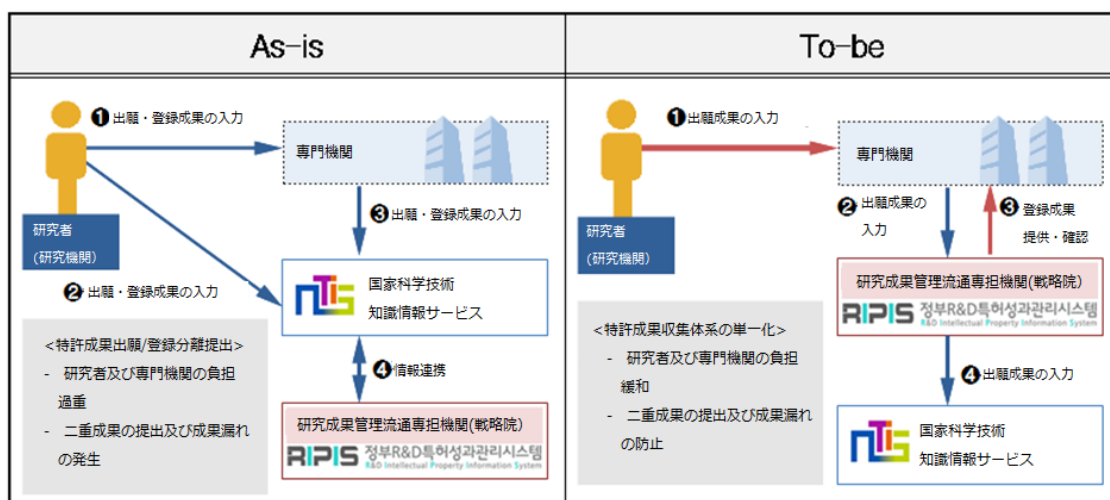 As-is
To-be
❶出願・登録成果の入力
専門機関
研究者
(研究機関)
❸出願・登録成果の入力
❷出願・登録成果の入力
NTIS
国家科学技術
知識情報サービス
<特許成果出願/登録分離提出>
- 研究者及び専門機関の負担
過重
- 二重成果の提出及び成果漏れ
の発生
❹情報連携
研究成果管理流通専担機関(戦略院)
RIPIS 정부R&D특허성과관리시스템
R&D Intellectual Property Information System
❶出願成果の入力
専門機関
研究者
(研究機関)
❷出願成果の
入力
❸登録成果
提供・確認
研究成果管理流通専担機関(戦略院)
RIPIS 정부R&D특허성과관리시스템
R&D Intellectual Property Information System
<特許成果収集体系の単一化>
- 研究者及び専門機関の負担
緩和
- 二重成果の提出及び成果漏れ
の防止
❹出願成果の入力
NTIS
国家科学技術
知識情報サービス